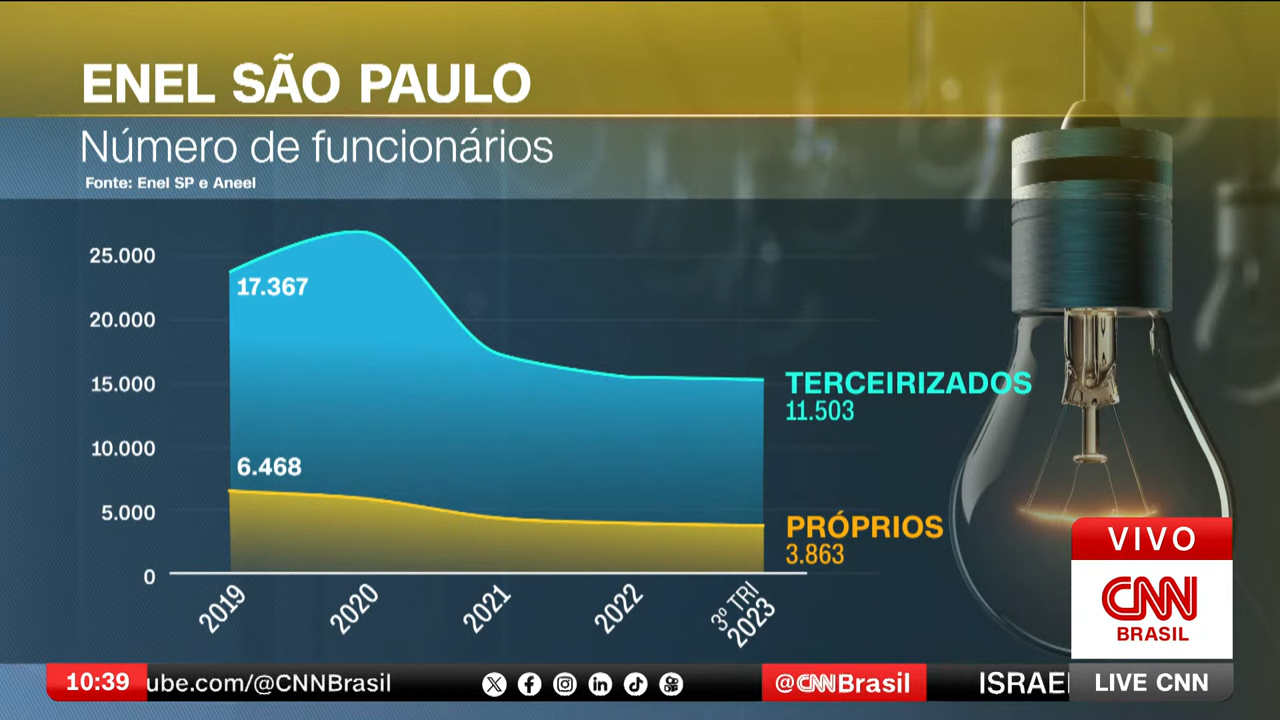 ENEL SÃO PAULO
Número de funcionários
Fonte: Enel SP e Aneel
25.000
20.000
15.000
10.000
5.000
0
17.367
6.468
TERCEIRIZADOS
11.503
PRÓPRIOS
3.863
2019
2020
2021
2022
3º TRI
2023
VIVO
CNN
BRASIL
10:39
ube.com/@CNNBrasil
@CNNBrasil
ISRAE
LIVE CNN